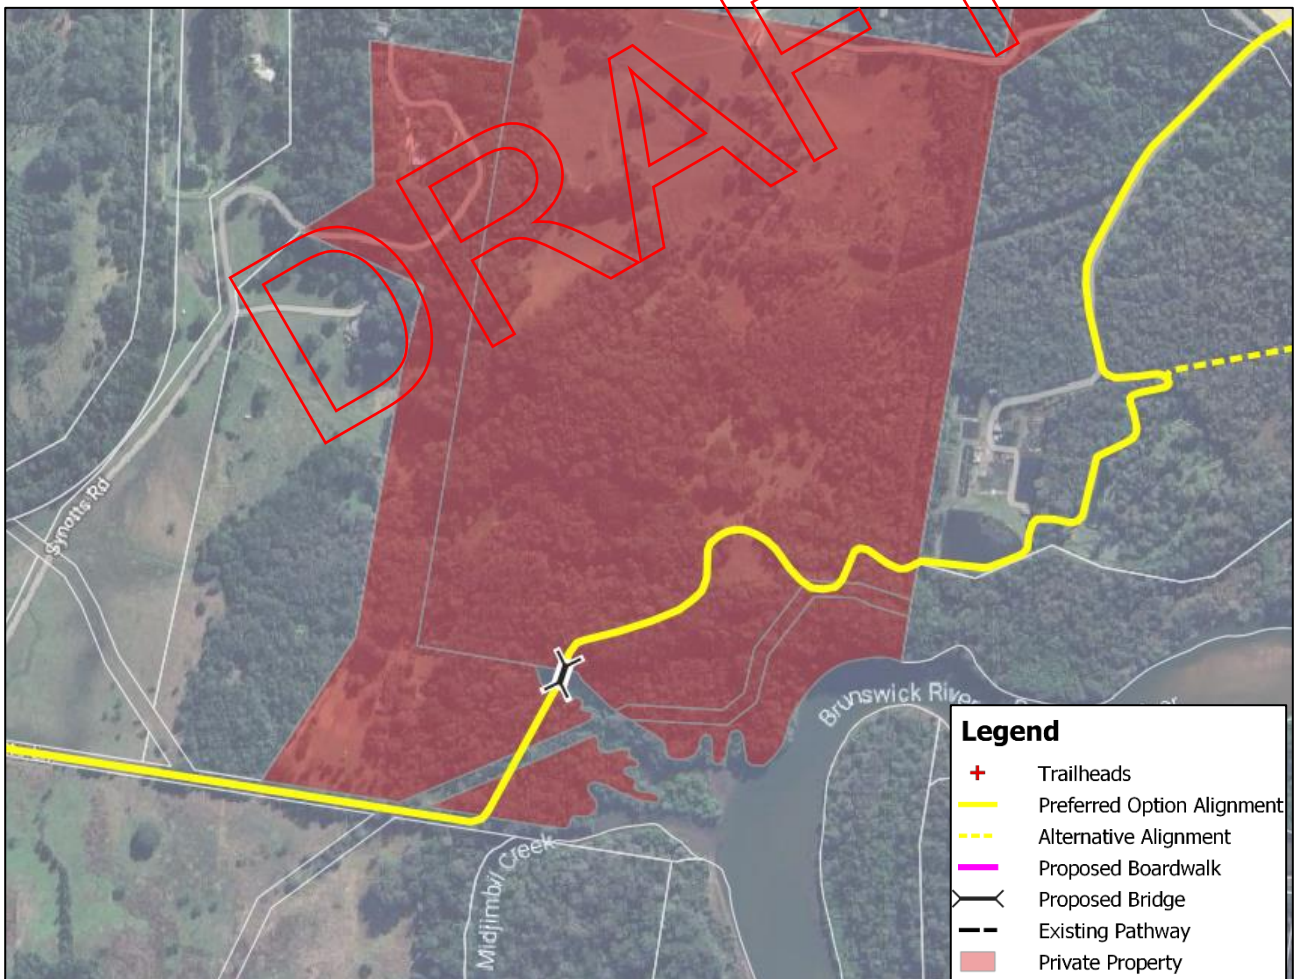 DRAFT
Synotts Rd
Brunswick River
Midjimbil Creek
Legend
Trailheads
Preferred Option Alignment
Alternative Alignment
Proposed Boardwalk
Proposed Bridge
Existing Pathway
Private Property